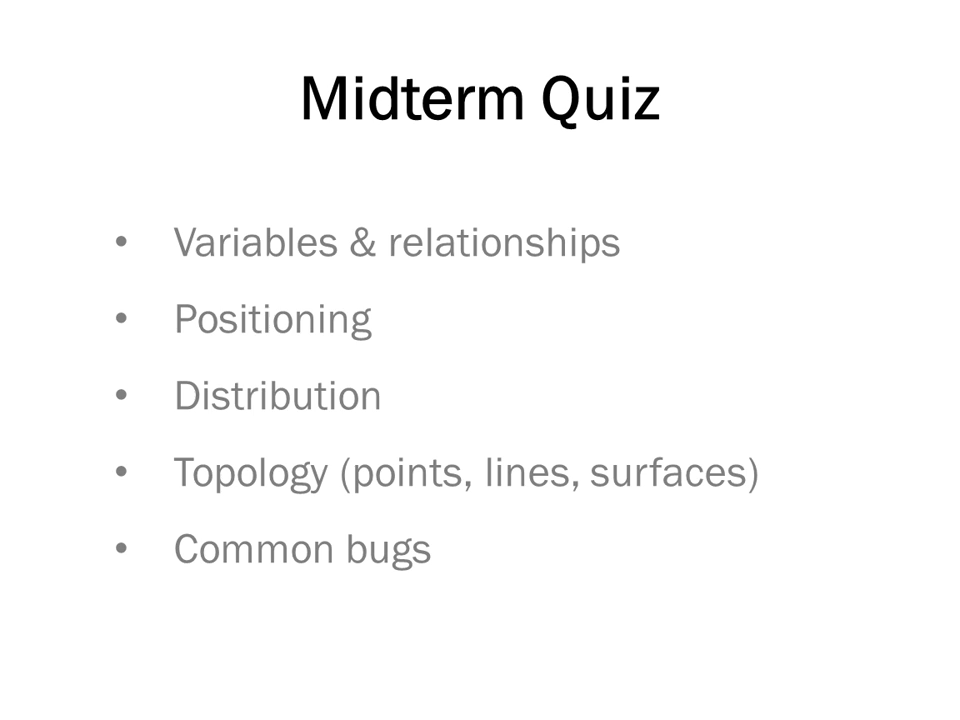 Midterm Quiz
• Variables & relationships
• Positioning
• Distribution
• Topology (points, lines, surfaces)
• Common bugs